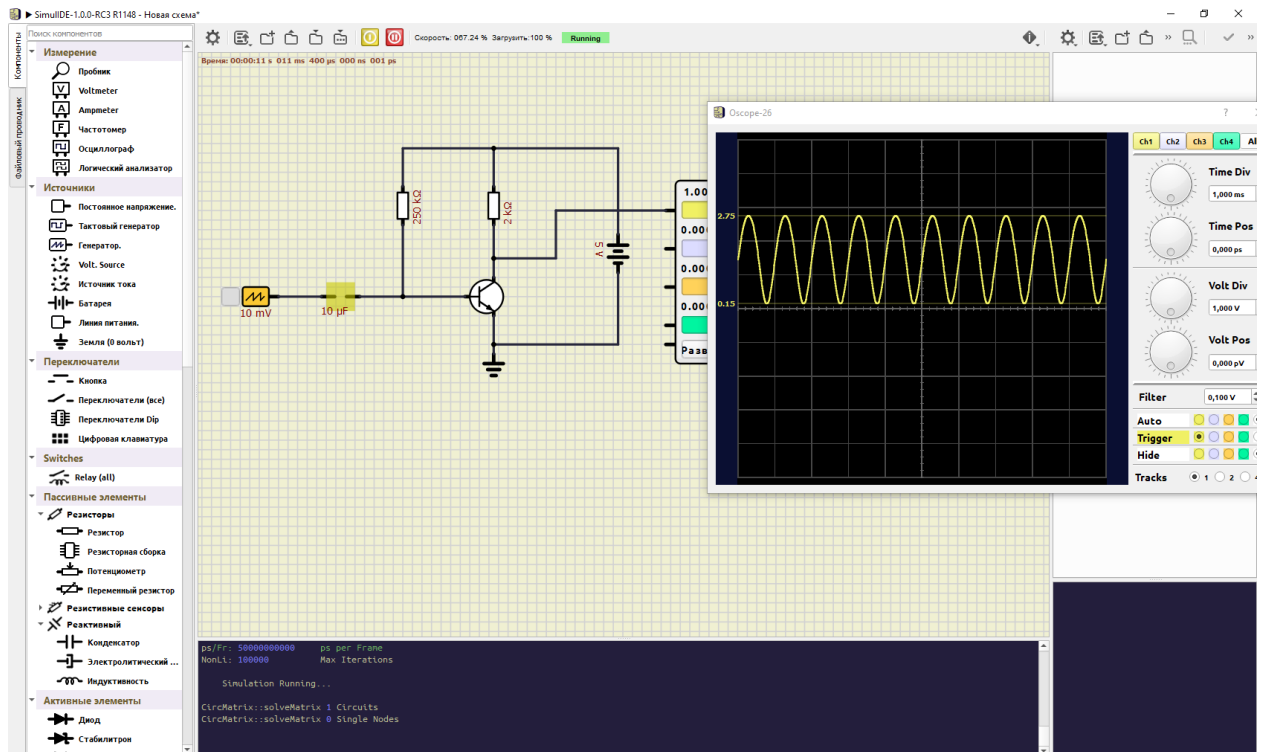 SimulIDE-1.0.0-RC3 R1148 - Новая схема*
Компоненты
Файловый проводник
Поиск компонентов
Измерение
Пробник
Voltmeter
Ampmeter
Частотомер
Осциллограф
Логический анализатор
Источники
Постоянное напряжение.
Тактовый генератор
Генератор.
Volt. Source
Источник тока
Батарея
Линия питания.
Земля (0 вольт)
Переключатели
Кнопка
Переключатели (все)
Переключатели Dip
Цифровая клавиатура
Switches
Relay (all)
Пассивные элементы
Резисторы
Резистор
Резисторная сборка
Потенциометр
Переменный резистор
Резистивные сенсоры
Реактивный
Конденсатор
Электролитический ...
Индуктивность
Активные элементы
Диод
Стабилитрон
Скорость: 067.24 % Загрузить:100 %
Running
»
»
Время: 00:00:11 s 011 ms 400 µs 000 ns 001 ps
250 kΩ
2 kΩ
5 V
10 mV
10 µF
1.00
0.00
0.00
0.00
Разв
Oscope-26
?
2.75
0.15
Ch1 Ch2 Ch3 Ch4 Al
Time Div
1,000 ms
Time Pos
0,000 ps
Volt Div
1,000 V
Volt Pos
0,000 pV
Filter 0,100 V
Auto
Trigger
Hide
Tracks 1 2 4
ps/Fr: 50000000000 ps per Frame
NonLi: 100000 Max Iterations
Simulation Running...
CircMatrix::solveMatrix 1 Circuits
CircMatrix::solveMatrix 0 Single Nodes